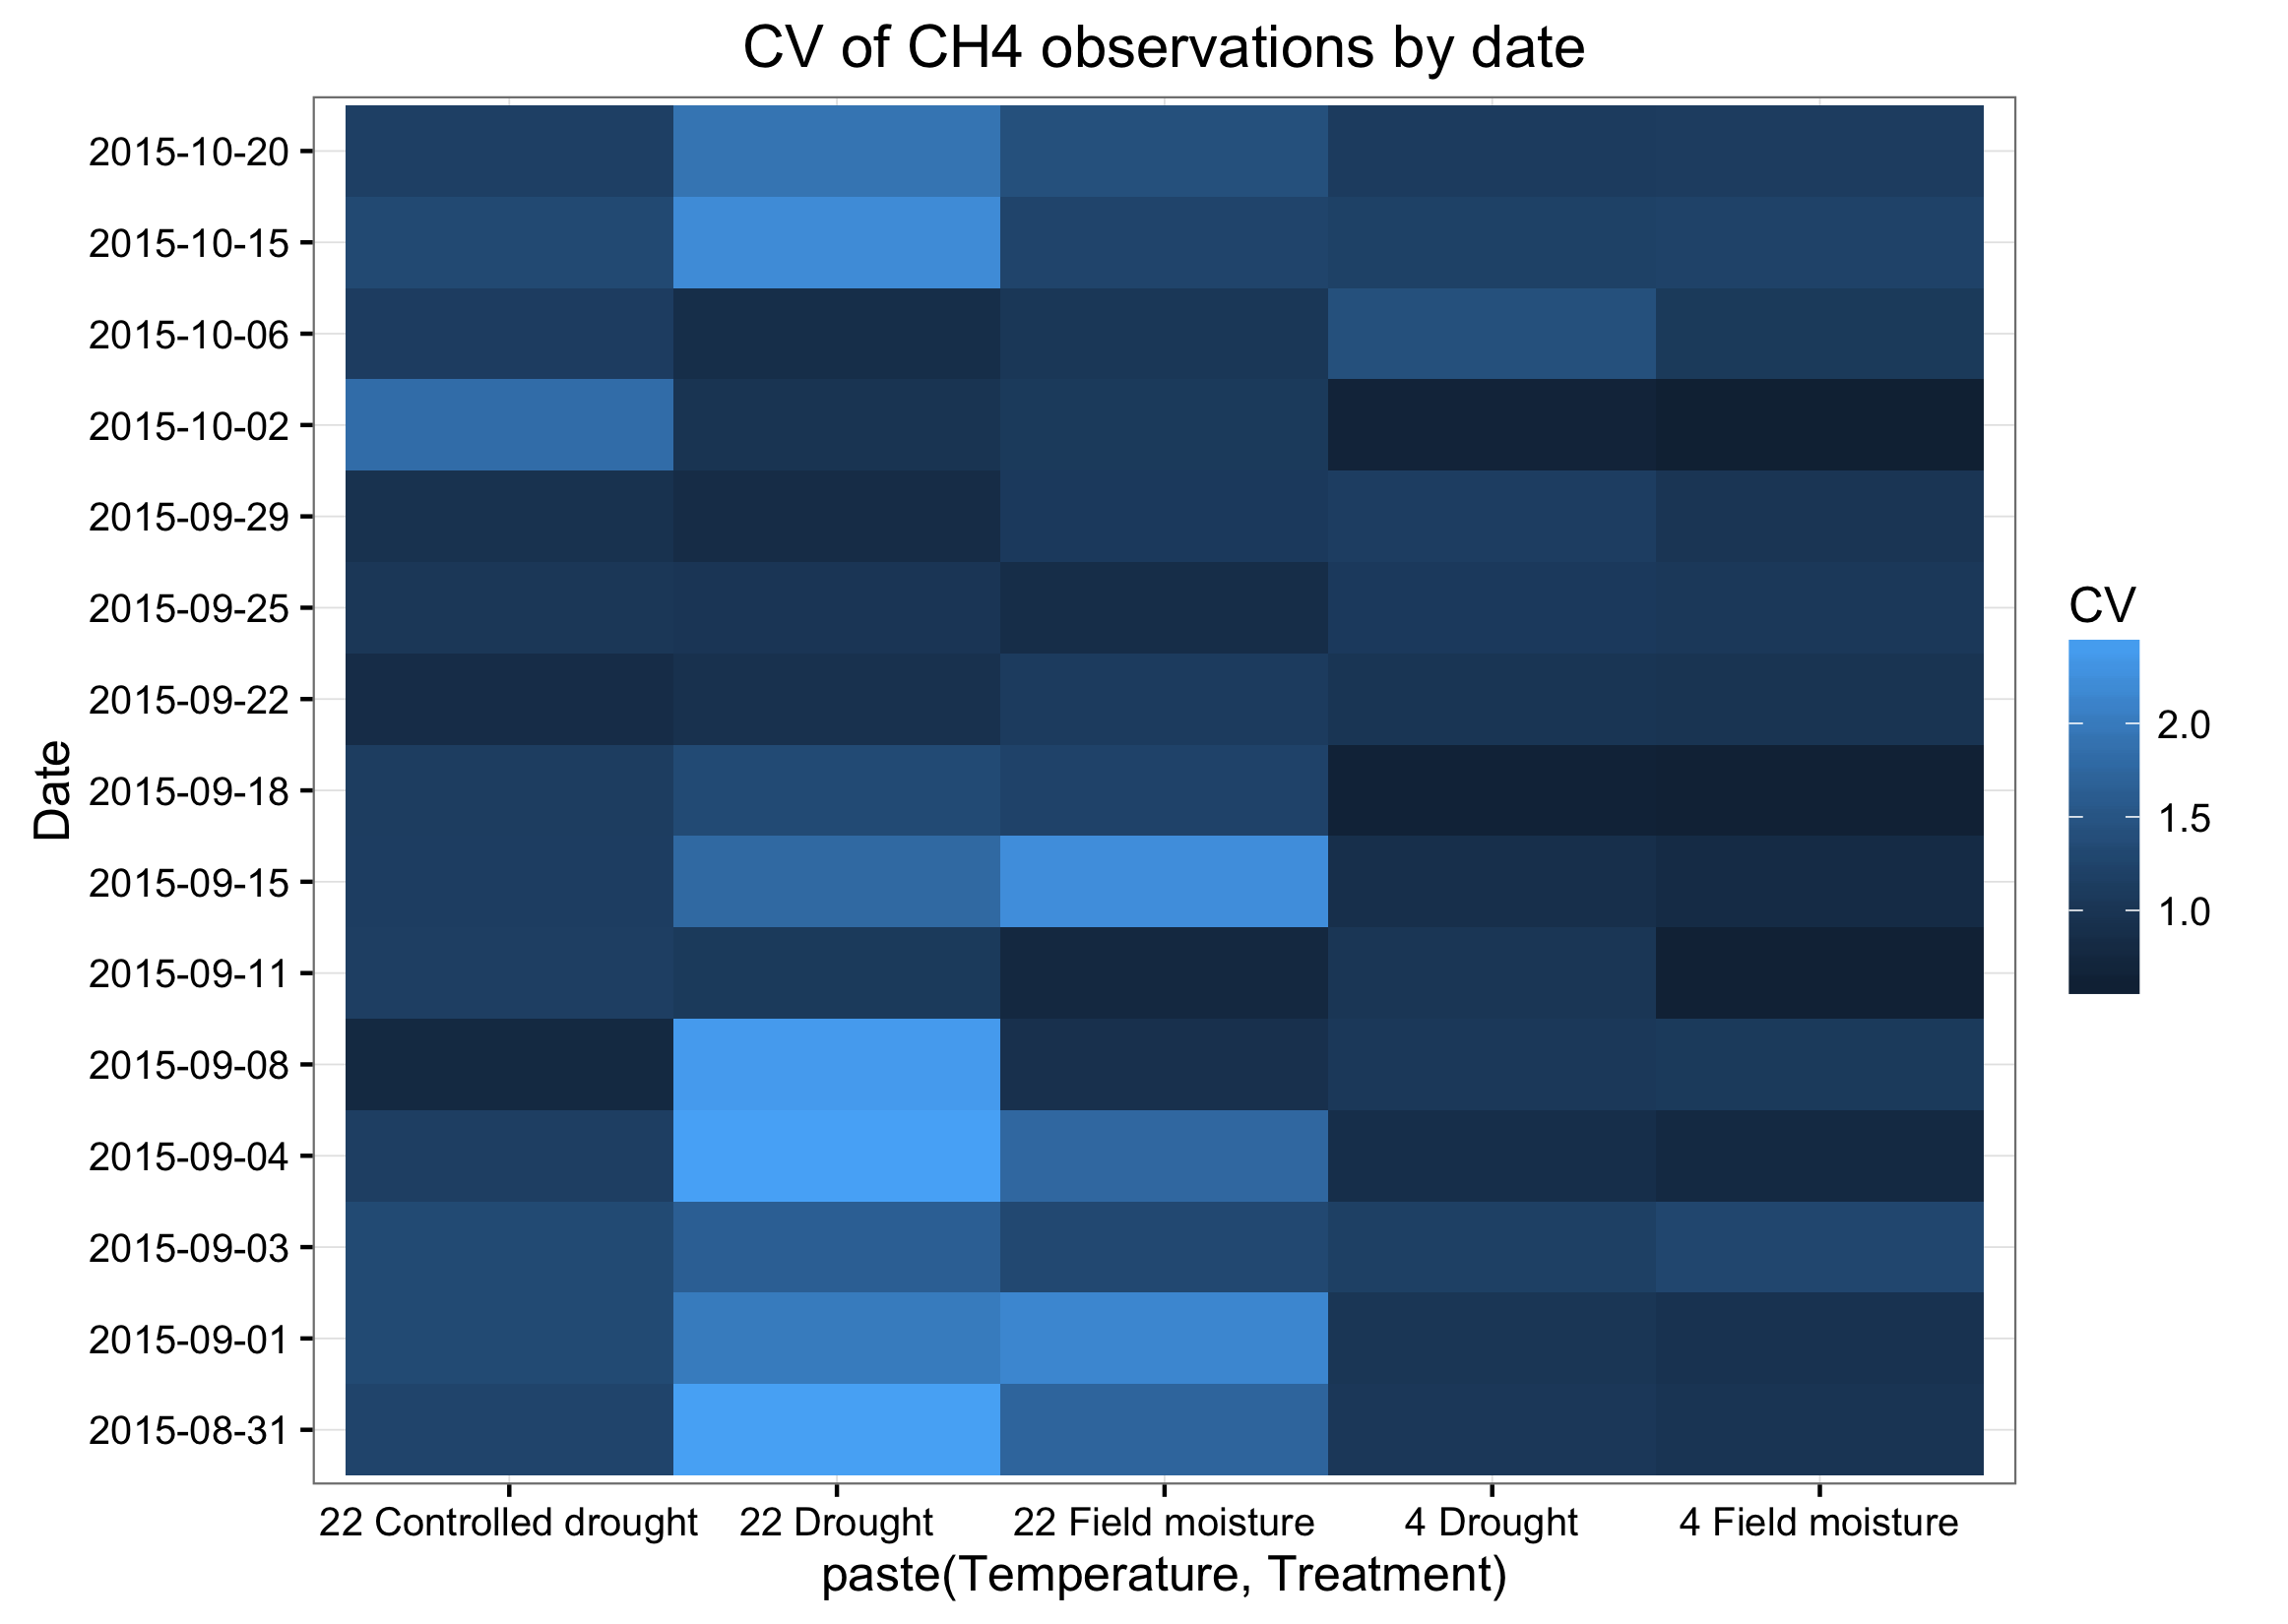 CV of CH4 observations by date
Date
2015-10-20
2015-10-15
2015-10-06
2015-10-02
2015-09-29
2015-09-25
2015-09-22
2015-09-18
2015-09-15
2015-09-11
2015-09-08
2015-09-04
2015-09-03
2015-09-01
2015-08-31
22 Controlled drought
22 Drought
22 Field moisture
4 Drought
4 Field moisture
paste(Temperature, Treatment)
CV
2.0
1.5
1.0